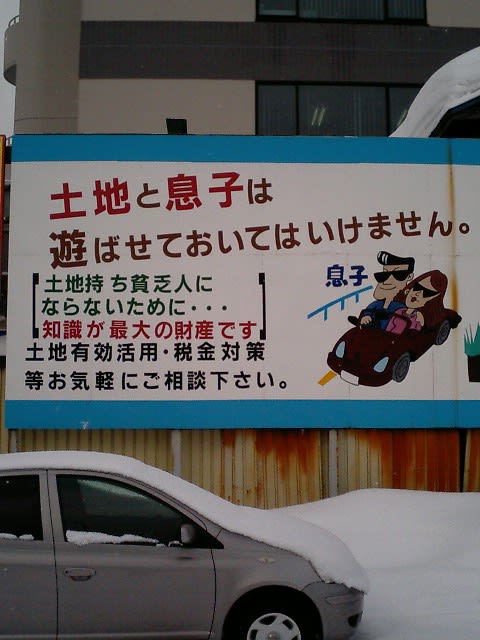 土地と息子は
遊ばせておいてはいけません。
土地持ち貧乏人に
ならないために・・・
知識が最大の財産です
土地有効活用・税金対策
等お気軽にご相談下さい。
息子